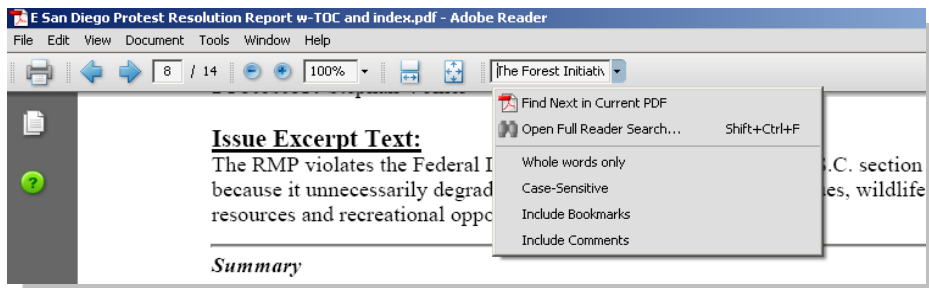 E San Diego Protest Resolution Report w-TOC and index.pdf - Adobe Reader
File Edit View Document Tools Window Help
8 / 14 100% The Forest Initiativ
Find Next in Current PDF
Open Full Reader Search... Shift+Ctrl+F
Whole words only
Case-Sensitive
Include Bookmarks
Include Comments
Issue Excerpt Text:
The RMP violates the Federal L .C. section
because it unnecessarily degrad es, wildlife
resources and recreational oppo
Summary